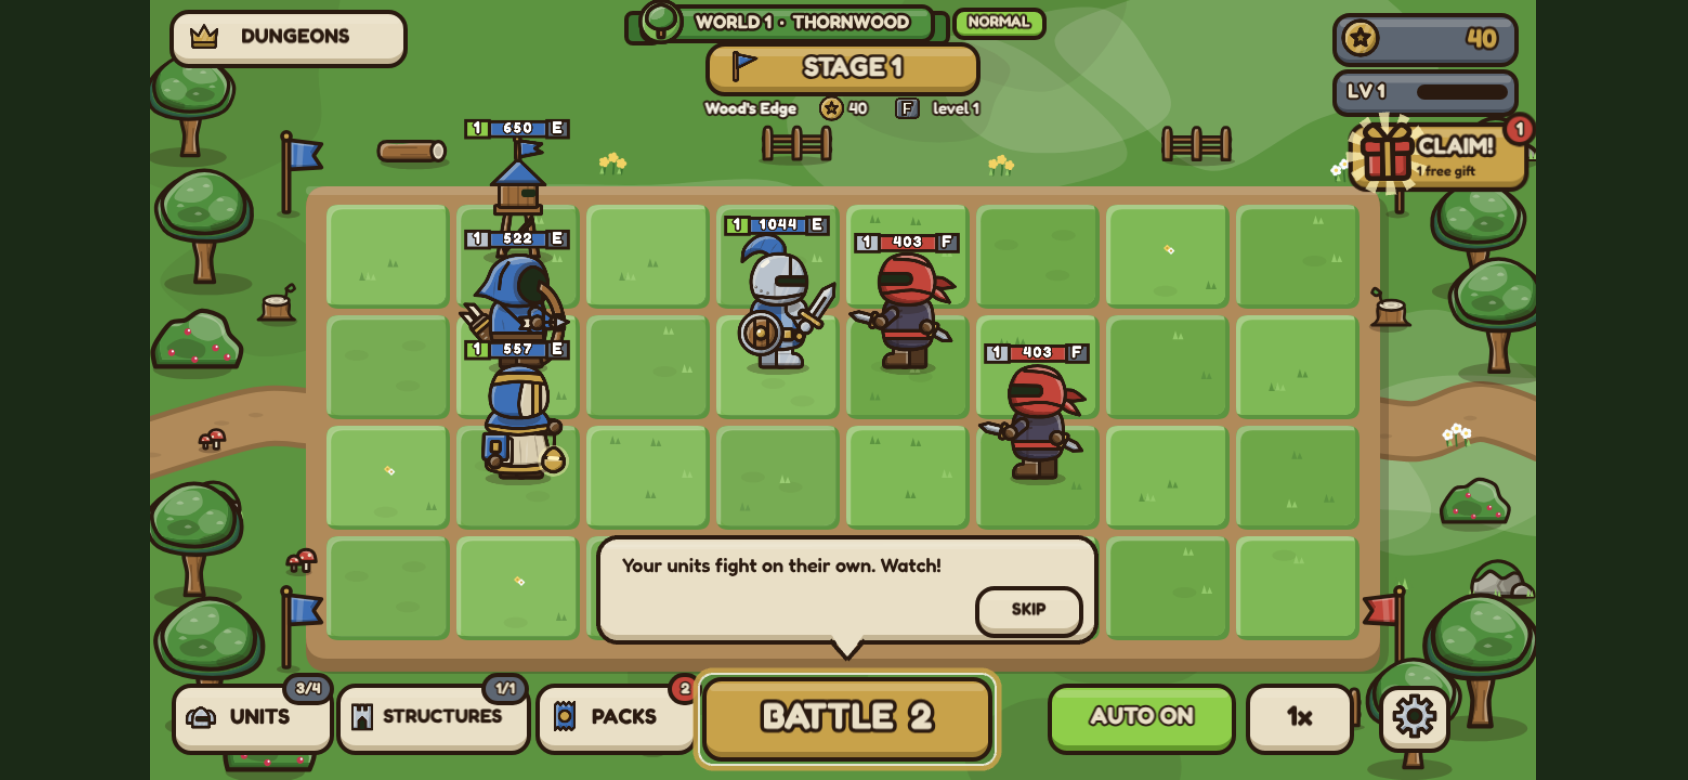 DUNGEONS
WORLD 1 · THORNWOOD
NORMAL
STAGE 1
Wood's Edge 40 F level 1
40
LV 1
CLAIM!
1 free gift
1
1 650 E
1 522 E
1 557 E
1 1044 E
1 403 F
1 403 F
Your units fight on their own. Watch!
SKIP
UNITS
3/4
STRUCTURES
1/1
PACKS
2
BATTLE 2
AUTO ON
1x